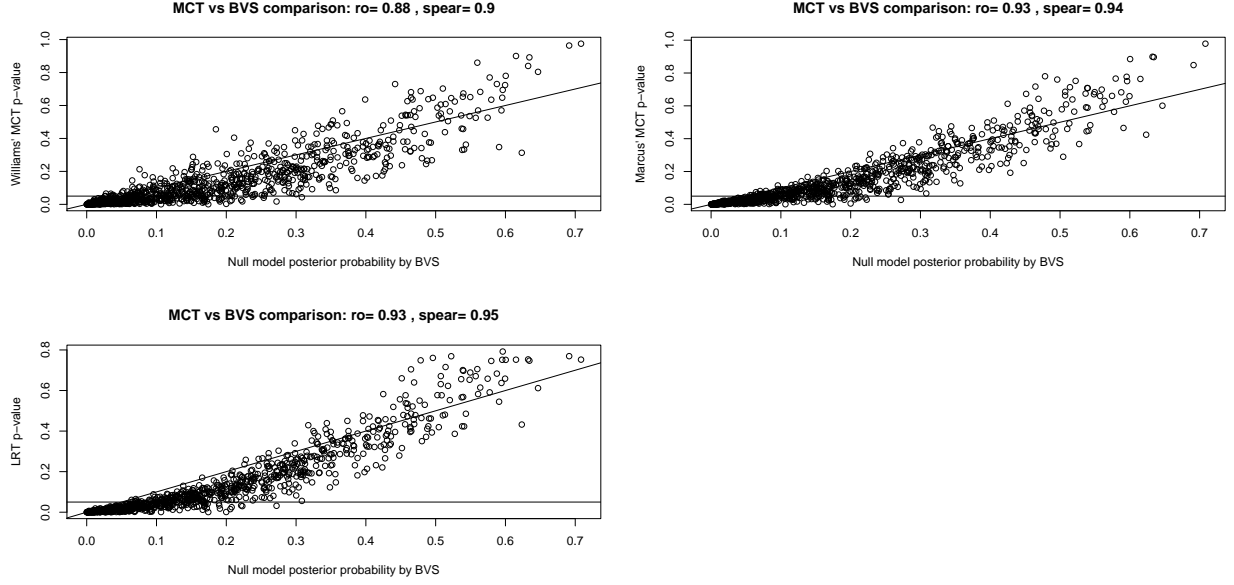 MCT vs BVS comparison: ro= 0.88 , spear= 0.9
Williams' MCT p−value
1.0
0.8
0.6
0.4
0.2
0.0
0.0 0.1 0.2 0.3 0.4 0.5 0.6 0.7
Null model posterior probability by BVS
MCT vs BVS comparison: ro= 0.93 , spear= 0.94
Marcus' MCT p−value
1.0
0.8
0.6
0.4
0.2
0.0
0.0 0.1 0.2 0.3 0.4 0.5 0.6 0.7
Null model posterior probability by BVS
MCT vs BVS comparison: ro= 0.93 , spear= 0.95
LRT p−value
0.8
0.6
0.4
0.2
0.0
0.0 0.1 0.2 0.3 0.4 0.5 0.6 0.7
Null model posterior probability by BVS